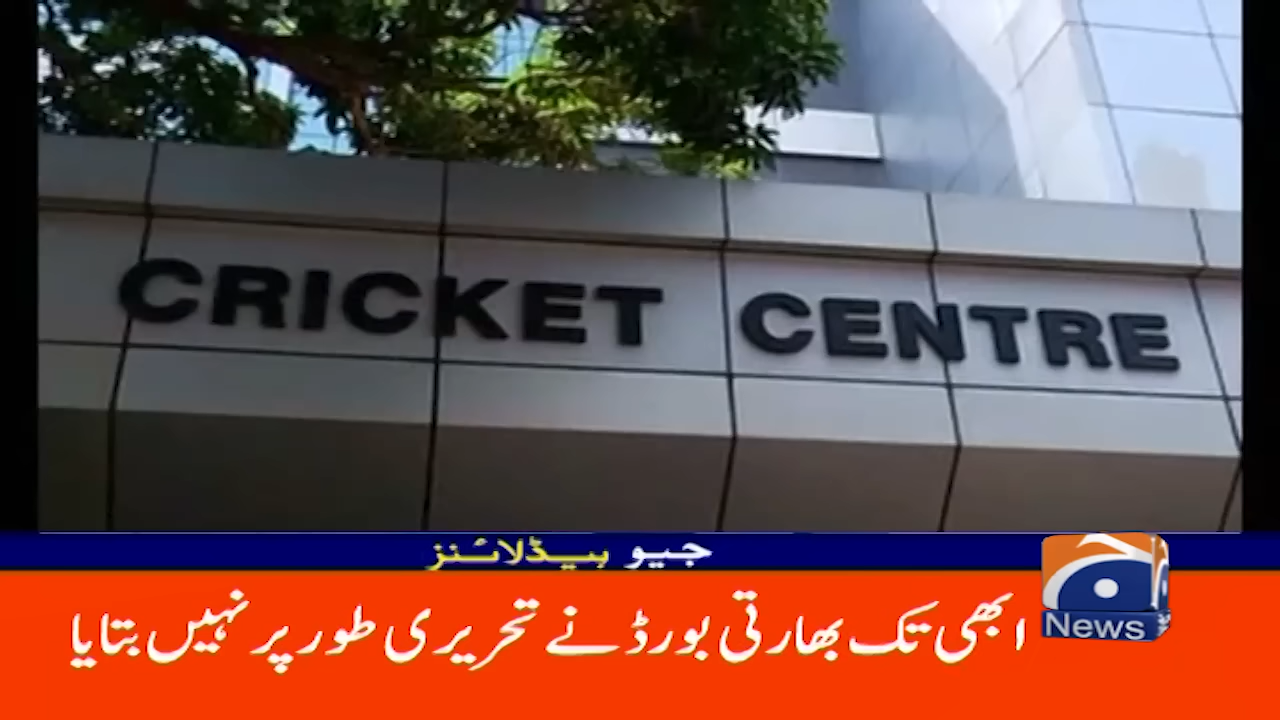 CRICKET CENTRE
جیو ہیڈلائنز
ابھی تک بھارتی بورڈ نے تحریری طور پر نہیں بتایا
News